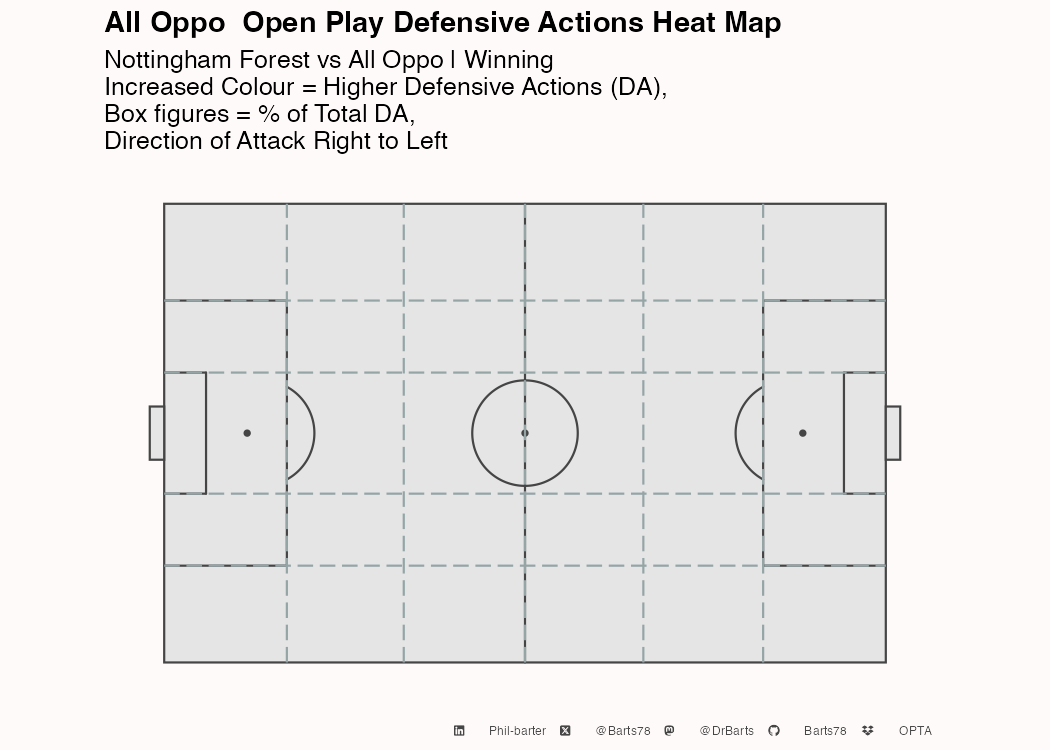 All Oppo  Open Play Defensive Actions Heat Map
Nottingham Forest vs All Oppo | Winning
Increased Colour = Higher Defensive Actions (DA),
Box figures = % of Total DA,
Direction of Attack Right to Left
Phil-barter @Barts78 @DrBarts Barts78 OPTA